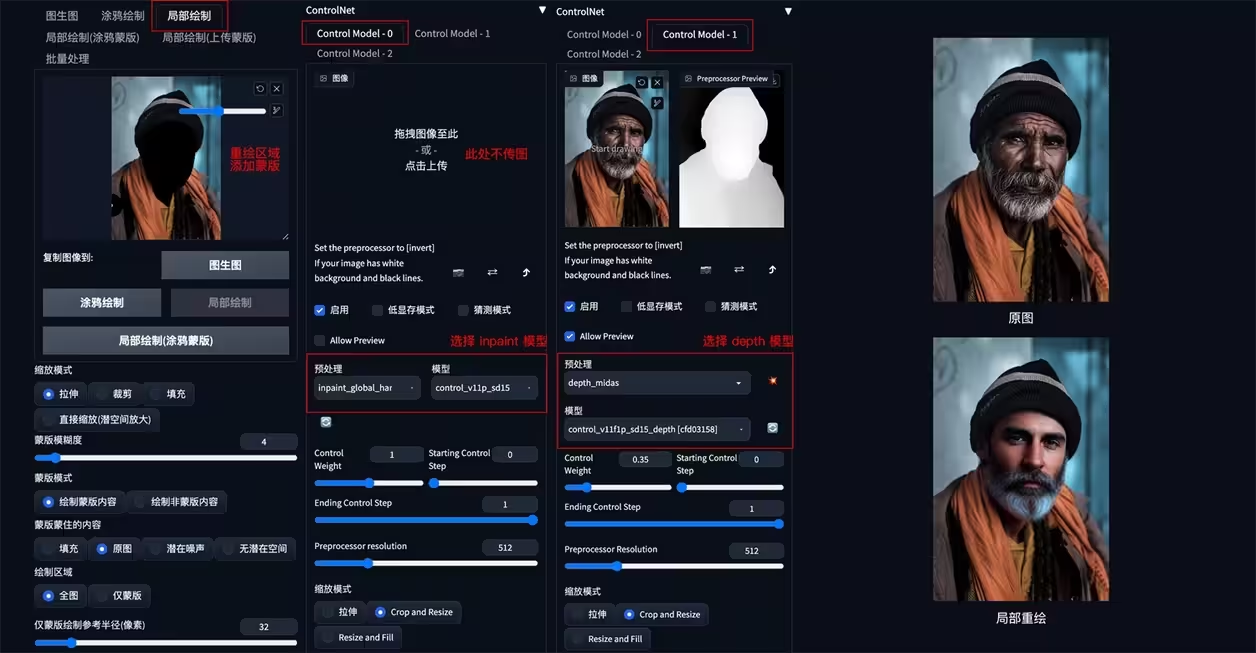 图生图
涂鸦绘制
局部绘制
局部绘制(涂鸦蒙版)
局部绘制(上传蒙版)
批量处理
重绘区域
添加蒙版
复制图像到:
图生图
涂鸦绘制
局部绘制
局部绘制(涂鸦蒙版)
缩放模式
拉伸
裁剪
填充
直接缩放(潜空间放大)
蒙版模糊度
4
蒙版模式
绘制蒙版内容
绘制非蒙版内容
蒙版蒙住的内容
填充
原图
潜在噪声
无潜在空间
绘制区域
全图
仅蒙版
仅蒙版绘制参考半径(像素)
32
ControlNet
Control Model - 0
Control Model - 1
Control Model - 2
图像
拖拽图像至此
- 或 -
点击上传
此处不传图
Set the preprocessor to [invert]
If your image has white
background and black lines.
启用
低显存模式
猜测模式
Allow Preview
选择 inpaint 模型
预处理
模型
inpaint_global_har
control_v11p_sd15
Control
Weight
1
Starting Control
Step
0
Ending Control Step
1
Preprocessor resolution
512
缩放模式
拉伸
Crop and Resize
Resize and Fill
ControlNet
Control Model - 0
Control Model - 1
Control Model - 2
图像
Start drawing
Preprocessor Preview
Set the preprocessor to [invert]
If your image has white
background and black lines.
启用
低显存模式
猜测模式
Allow Preview
选择 depth 模型
预处理
depth_midas
模型
control_v11f1p_sd15_depth [cfd03158]
Control
Weight
0.35
Starting Control
Step
0
Ending Control Step
1
Preprocessor Resolution
512
缩放模式
拉伸
Crop and Resize
Resize and Fill
原图
局部重绘